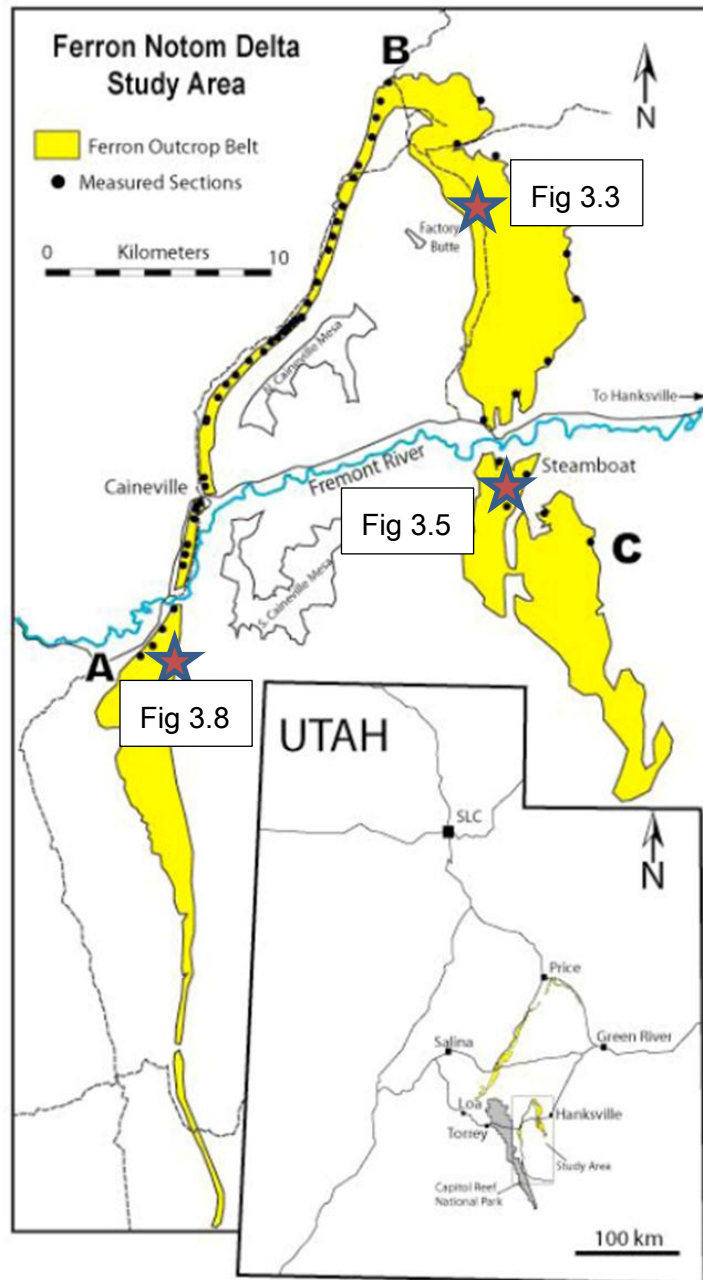 Ferron Notom Delta
Study Area
Ferron Outcrop Belt
Measured Sections
0 Kilometers 10
B
N
Fig 3.3
Factory
Butte
N. Caineville Mesa
To Hanksville
Caineville
Fremont River
Steamboat
Fig 3.5
C
S. Caineville Mesa
A
Fig 3.8
UTAH
SLC
N
Price
Salina
Green River
Loa
Hanksville
Torrey
Study Area
Capitol Reef
National Park
100 km